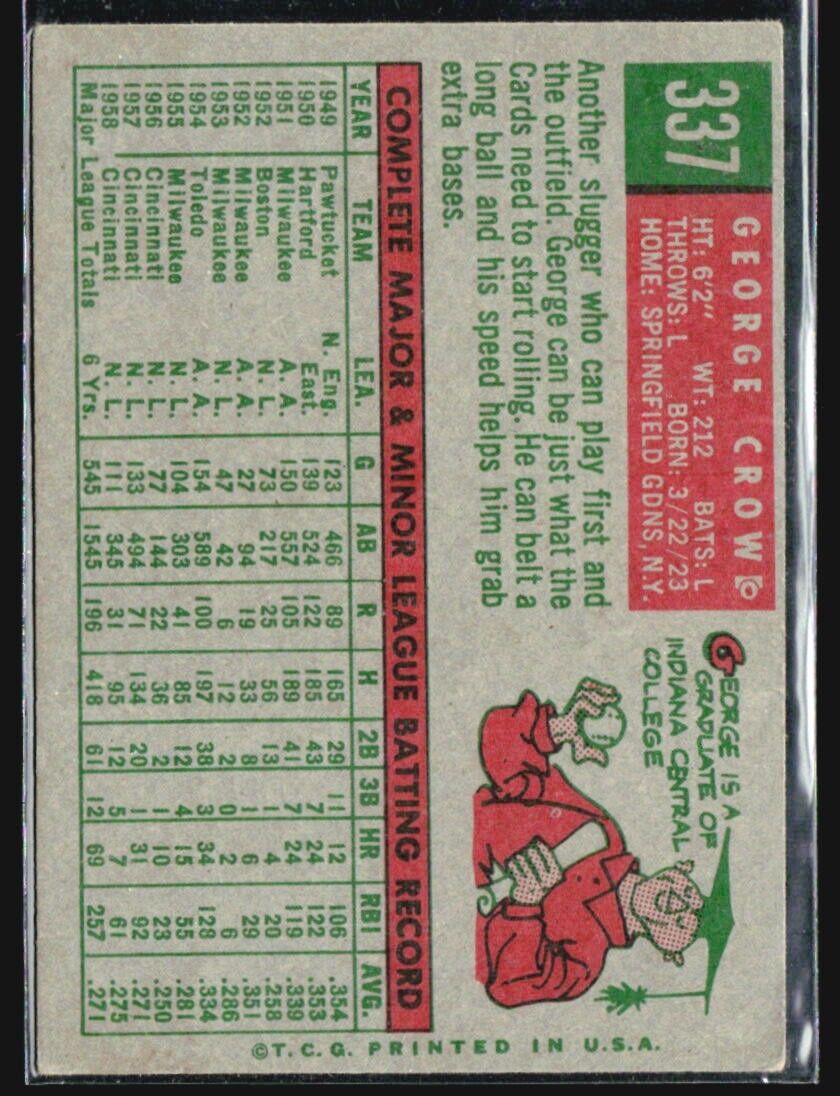 337
GEORGE CROWE
HT: 6'2" WT: 212 BATS: L
THROWS: L BORN: 3/22/23
HOME: SPRINGFIELD GDNS, N.Y.
Another slugger who can play first and
the outfield. George can be just what the
Cards need to start rolling. He can belt a
long ball and his speed helps him grab
extra bases.
GEORGE IS A
GRADUATE OF
INDIANA CENTRAL
COLLEGE
COMPLETE MAJOR & MINOR LEAGUE BATTING RECORD
YEAR TEAM LEA. G AB R H 2B 3B HR RBI AVG.
1949 Pawtucket N. Eng. 123 466 89 165 29 11 12 106 .354
1950 Hartford East. 139 524 122 185 43 7 24 122 .353
1951 Milwaukee A. A. 150 557 105 189 41 7 24 119 .339
1952 Boston N. L. 73 217 25 56 13 1 4 20 .258
1952 Milwaukee A. A. 27 94 19 33 8 1 6 29 .351
1953 Milwaukee N. L. 47 42 6 12 2 0 2 6 .286
1954 Toledo A. A. 154 589 100 197 38 3 34 128 .334
1955 Milwaukee N. L. 104 303 41 85 12 4 15 55 .281
1956 Cincinnati N. L. 77 144 22 36 2 1 10 23 .250
1957 Cincinnati N. L. 133 494 71 134 20 1 31 92 .271
1958 Cincinnati N. L. 111 345 31 95 12 5 7 61 .275
Major League Totals 6 Yrs. 545 1545 196 418 61 12 69 257 .271
©T.C.G. PRINTED IN U.S.A.